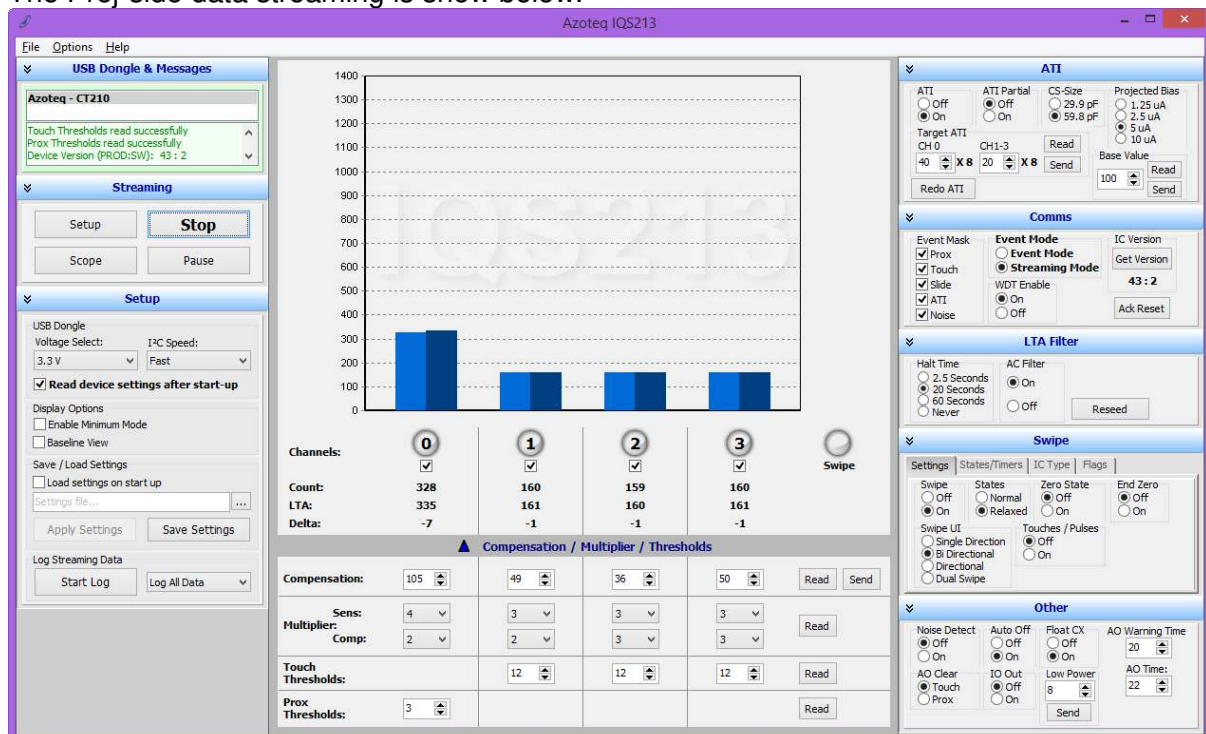 The Proj-side data streaming is show below:
Azoteq IQS213
File Options Help
USB Dongle & Messages
Azoteq - CT210
Touch Thresholds read successfully
Prox Thresholds read successfully
Device Version (PROD:SW): 43 : 2
Streaming
Setup Stop
Scope Pause
Setup
USB Dongle
Voltage Select: I²C Speed:
3.3 V Fast
Read device settings after start-up
Display Options
Enable Minimum Mode
Baseline View
Save / Load Settings
Load settings on start up
Settings file... ...
Apply Settings Save Settings
Log Streaming Data
Start Log Log All Data
1400
1300
1200
1100
1000
900
800
700
600
500
400
300
200
100
0
IQS213
Channels: 0 1 2 3 Swipe
Count: 328 160 159 160
LTA: 335 161 160 161
Delta: -7 -1 -1 -1
Compensation / Multiplier / Thresholds
Compensation: 105 49 36 50 Read Send
Sens: 4 3 3 3
Multiplier: Read
Comp: 2 2 3 3
Touch
Thresholds: 12 12 12 Read
Prox
Thresholds: 3 Read
ATI
ATI ATI Partial CS-Size Projected Bias
Off Off 29.9 pF 1.25 uA
On On 59.8 pF 2.5 uA
5 uA
10 uA
Target ATI
CH 0 CH1-3 Read
40 X 8 20 X 8 Send
Base Value
100 Read
Send
Redo ATI
Comms
Event Mask Event Mode IC Version
Prox Event Mode Get Version
Touch Streaming Mode
Slide WDT Enable 43 : 2
ATI On
Noise Off Ack Reset
LTA Filter
Halt Time AC Filter
2.5 Seconds On
20 Seconds
60 Seconds Off Reseed
Never
Swipe
Settings States/Timers IC Type Flags
Swipe States Zero State End Zero
Off Normal Off Off
On Relaxed On On
Swipe UI Touches / Pulses
Single Direction Off
Bi Directional On
Directional
Dual Swipe
Other
Noise Detect Auto Off Float CX AO Warning Time
Off Off Off 20
On On On
AO Clear IO Out Low Power AO Time:
Touch Off 8 22
Prox On Send